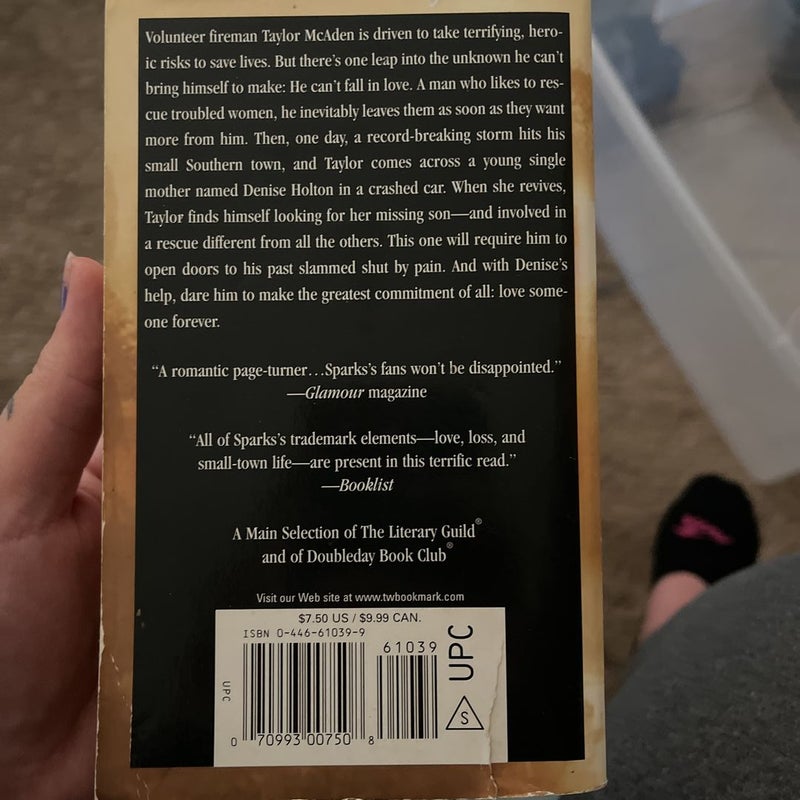 Volunteer fireman Taylor McAden is driven to take terrifying, hero-
ic risks to save lives. But there's one leap into the unknown he can't
bring himself to make: He can't fall in love. A man who likes to res-
cue troubled women, he inevitably leaves them as soon as they want
more from him. Then, one day, a record-breaking storm hits his
small Southern town, and Taylor comes across a young single
mother named Denise Holton in a crashed car. When she revives,
Taylor finds himself looking for her missing son—and involved in
a rescue different from all the others. This one will require him to
open doors to his past slammed shut by pain. And with Denise's
help, dare him to make the greatest commitment of all: love some-
one forever.
"A romantic page-turner...Sparks's fans won't be disappointed."
—Glamour magazine
"All of Sparks's trademark elements—love, loss, and
small-town life—are present in this terrific read."
—Booklist
A Main Selection of The Literary Guild®
and of Doubleday Book Club®
Visit our Web site at www.twbookmark.com
$7.50 US / $9.99 CAN.
ISBN 0-446-61039-9
61039
UPC
UPC
S
0 70993 00750 8